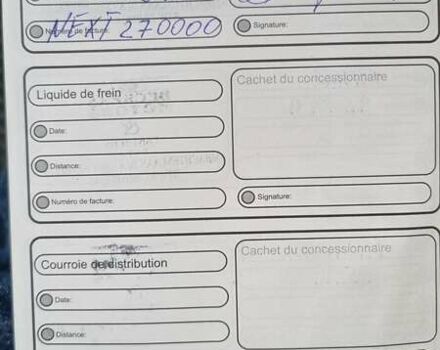 NEXT 270000
Numéro de facture:
Signature:
Liquide de frein
Cachet du concessionnaire
Date:
Distance:
Numéro de facture:
Signature:
Courroie de distribution
Cachet du concessionnaire
Date:
Distance: